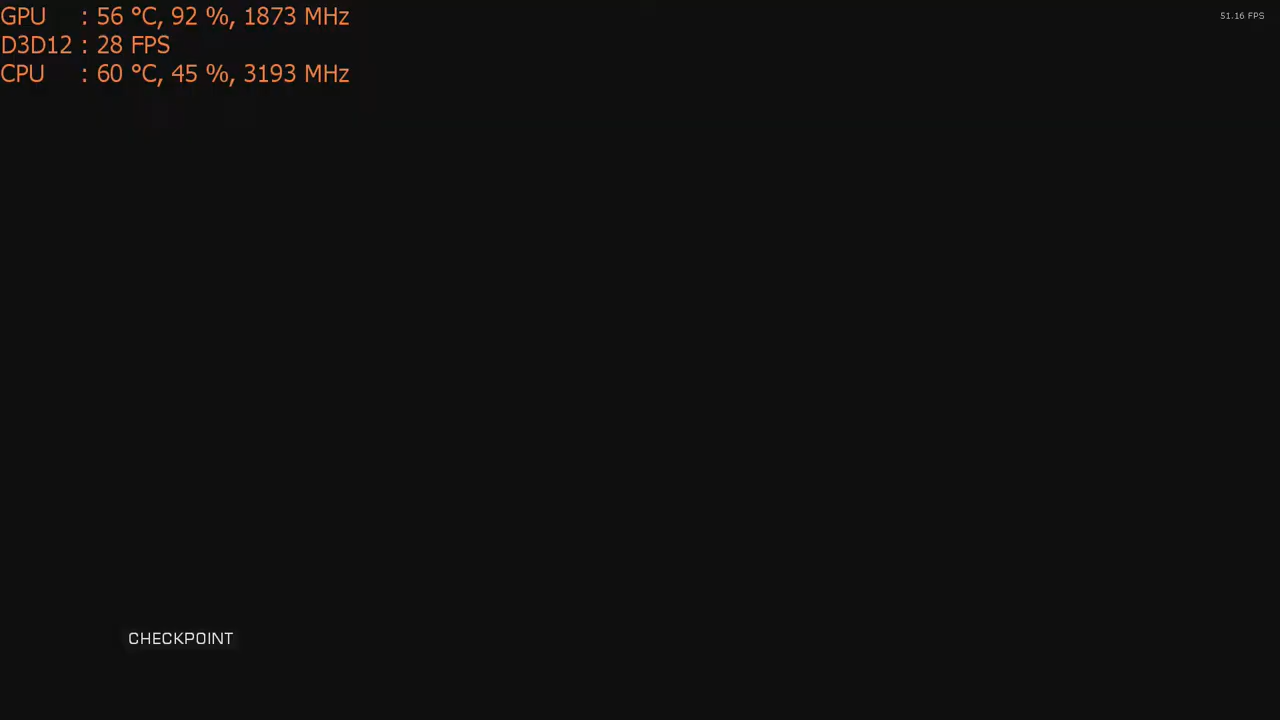 GPU : 56 °C, 92 %, 1873 MHz
51.16 FPS
D3D12 : 28 FPS
CPU : 60 °C, 45 %, 3193 MHz
CHECKPOINT